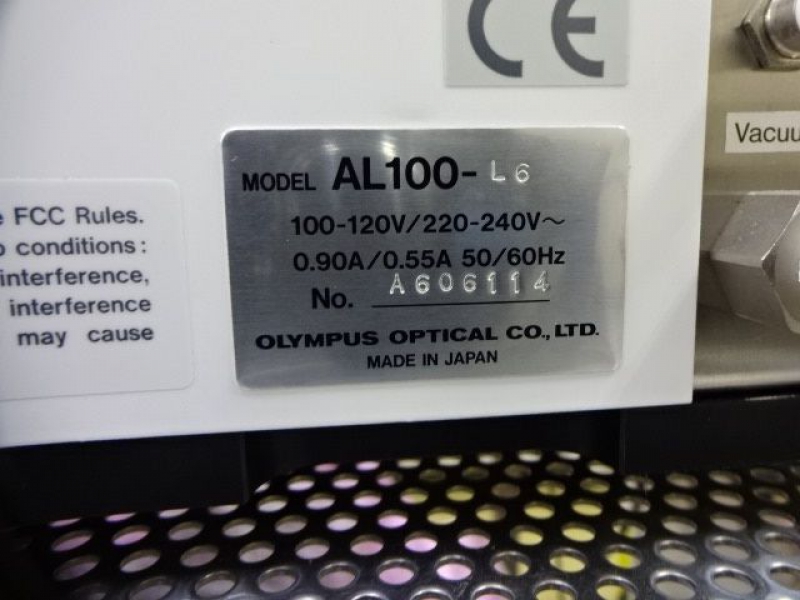 CE
MODEL AL100-L6
100-120V/220-240V~
0.90A/0.55A 50/60Hz
No. A606114
OLYMPUS OPTICAL CO., LTD.
MADE IN JAPAN
FCC Rules.
conditions:
interference,
interference
may cause